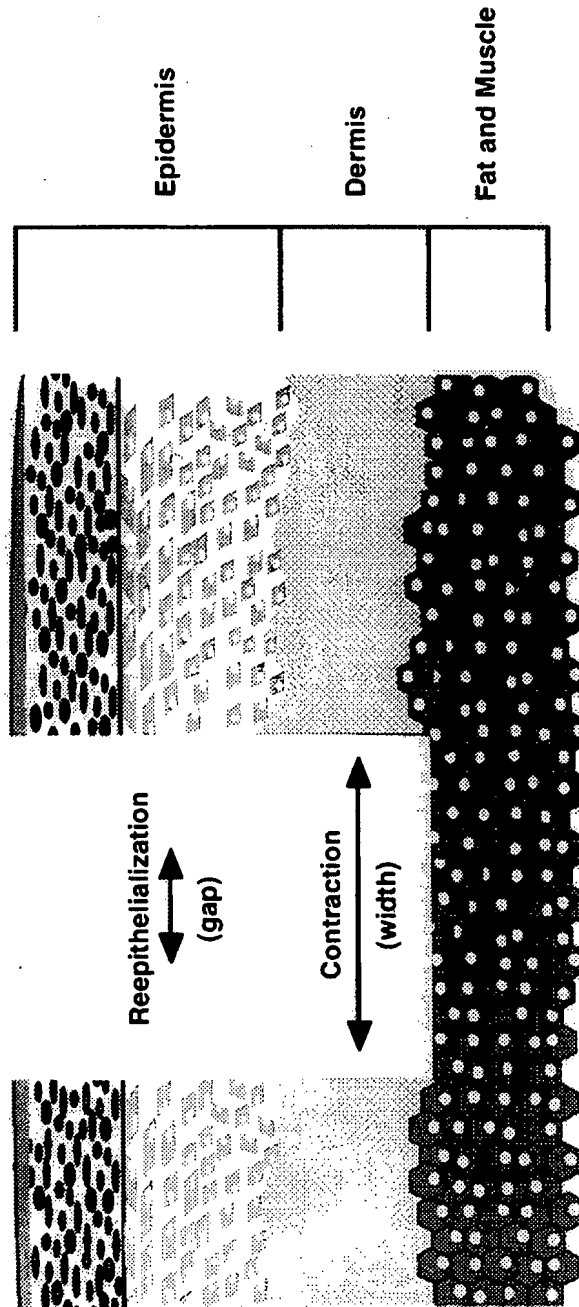 Reepithelialization
(gap)
Contraction
(width)
Epidermis
Dermis
Fat and Muscle